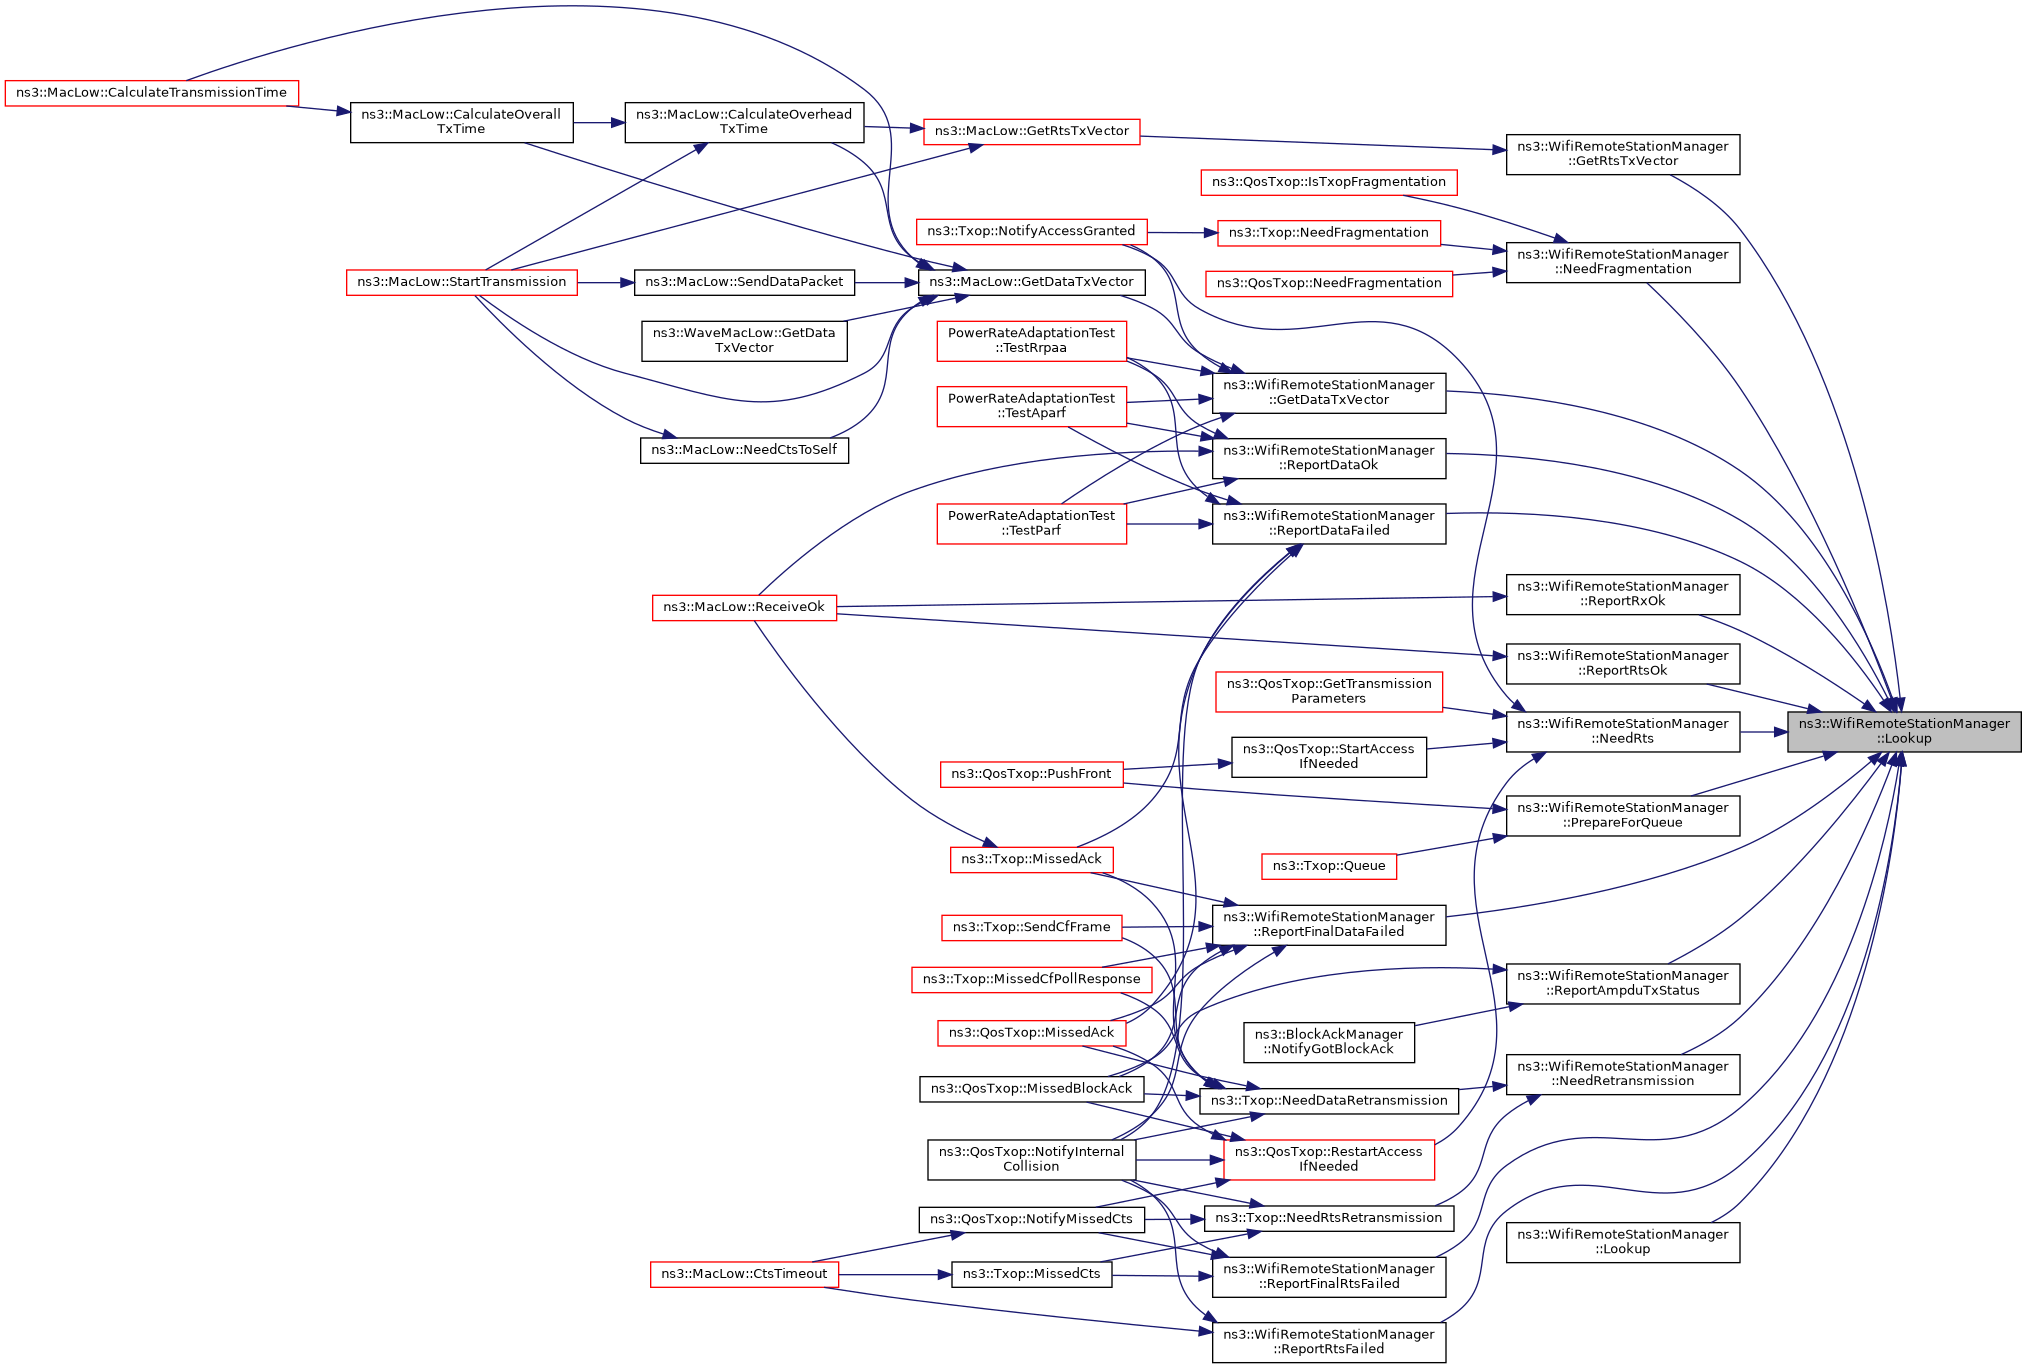 ns3::MacLow::CalculateTransmissionTime
ns3::MacLow::CalculateOverall
TxTime
ns3::MacLow::CalculateOverhead
TxTime
ns3::MacLow::GetRtsTxVector
ns3::WifiRemoteStationManager
::GetRtsTxVector
ns3::QosTxop::IsTxopFragmentation
ns3::Txop::NotifyAccessGranted
ns3::Txop::NeedFragmentation
ns3::WifiRemoteStationManager
::NeedFragmentation
ns3::QosTxop::NeedFragmentation
ns3::MacLow::StartTransmission
ns3::MacLow::SendDataPacket
ns3::MacLow::GetDataTxVector
ns3::WaveMacLow::GetData
TxVector
PowerRateAdaptationTest
::TestRrpaa
ns3::WifiRemoteStationManager
::GetDataTxVector
PowerRateAdaptationTest
::TestAparf
ns3::MacLow::NeedCtsToSelf
ns3::WifiRemoteStationManager
::ReportDataOk
PowerRateAdaptationTest
::TestParf
ns3::WifiRemoteStationManager
::ReportDataFailed
ns3::MacLow::ReceiveOk
ns3::WifiRemoteStationManager
::ReportRxOk
ns3::WifiRemoteStationManager
::ReportRtsOk
ns3::QosTxop::GetTransmission
Parameters
ns3::WifiRemoteStationManager
::NeedRts
ns3::WifiRemoteStationManager
::Lookup
ns3::QosTxop::StartAccess
IfNeeded
ns3::QosTxop::PushFront
ns3::WifiRemoteStationManager
::PrepareForQueue
ns3::Txop::MissedAck
ns3::Txop::Queue
ns3::Txop::SendCfFrame
ns3::WifiRemoteStationManager
::ReportFinalDataFailed
ns3::Txop::MissedCfPollResponse
ns3::WifiRemoteStationManager
::ReportAmpduTxStatus
ns3::QosTxop::MissedAck
ns3::BlockAckManager
::NotifyGotBlockAck
ns3::WifiRemoteStationManager
::NeedRetransmission
ns3::QosTxop::MissedBlockAck
ns3::Txop::NeedDataRetransmission
ns3::QosTxop::NotifyInternal
Collision
ns3::QosTxop::RestartAccess
IfNeeded
ns3::QosTxop::NotifyMissedCts
ns3::Txop::NeedRtsRetransmission
ns3::WifiRemoteStationManager
::Lookup
ns3::MacLow::CtsTimeout
ns3::Txop::MissedCts
ns3::WifiRemoteStationManager
::ReportFinalRtsFailed
ns3::WifiRemoteStationManager
::ReportRtsFailed